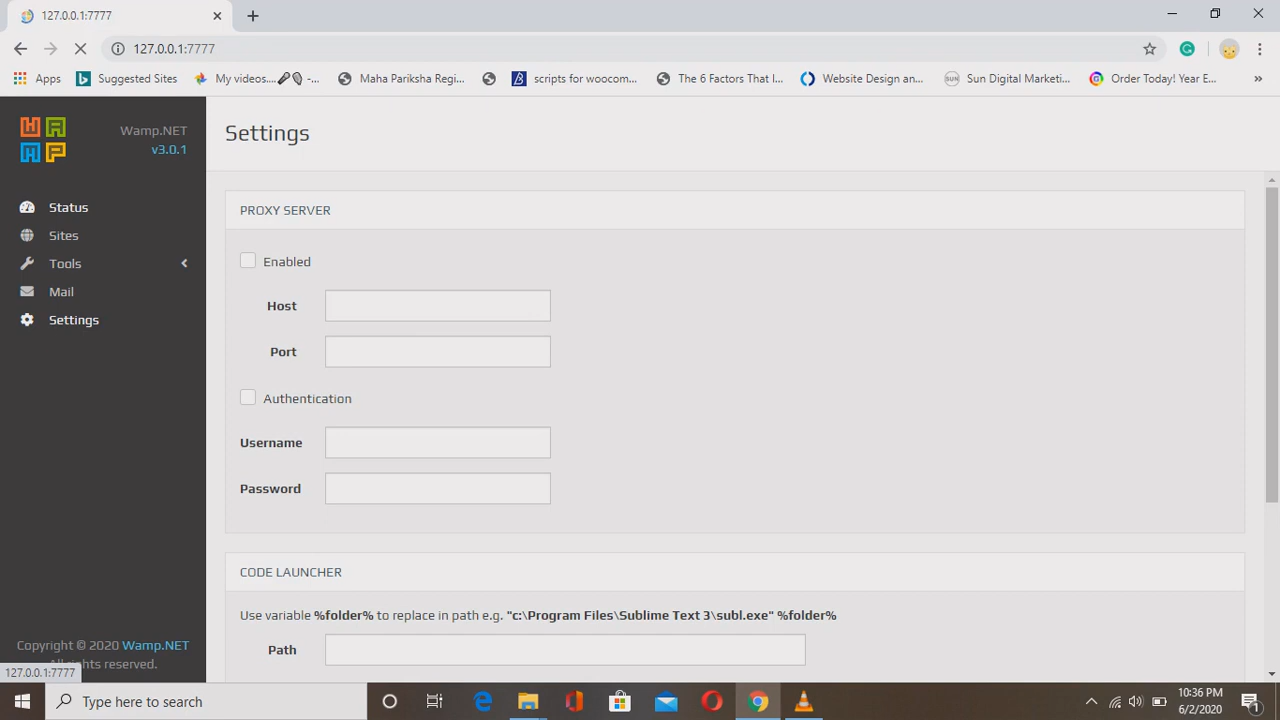 127.0.0.1:7777
127.0.0.1:7777
Apps
Suggested Sites
My videos....🎤 -...
Maha Pariksha Regi...
scripts for woocom...
The 6 Factors That I...
Website Design an...
Sun Digital Marketi...
Order Today! Year E...
»
Wamp.NET
v3.0.1
Status
Sites
Tools
Mail
Settings
Copyright © 2020 Wamp.NET
All rights reserved.
127.0.0.1:7777
Settings
PROXY SERVER
Enabled
Host
Port
Authentication
Username
Password
CODE LAUNCHER
Use variable %folder% to replace in path e.g. "c:\Program Files\Sublime Text 3\subl.exe" %folder%
Path
Type here to search
10:36 PM
6/2/2020
1